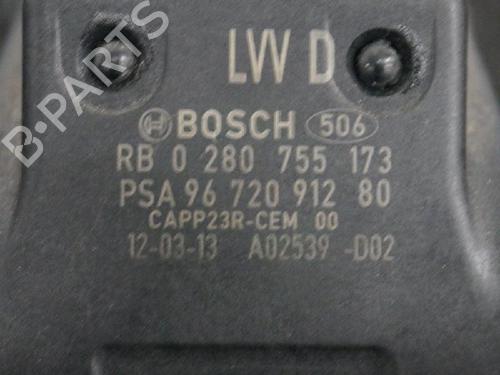 LW D
BOSCH 506
RB 0 280 755 173
PSA 96 720 912 80
CAPP23R-CEM 00
12-03-13 A02539 -D02
B-PARTS
B-PARTS